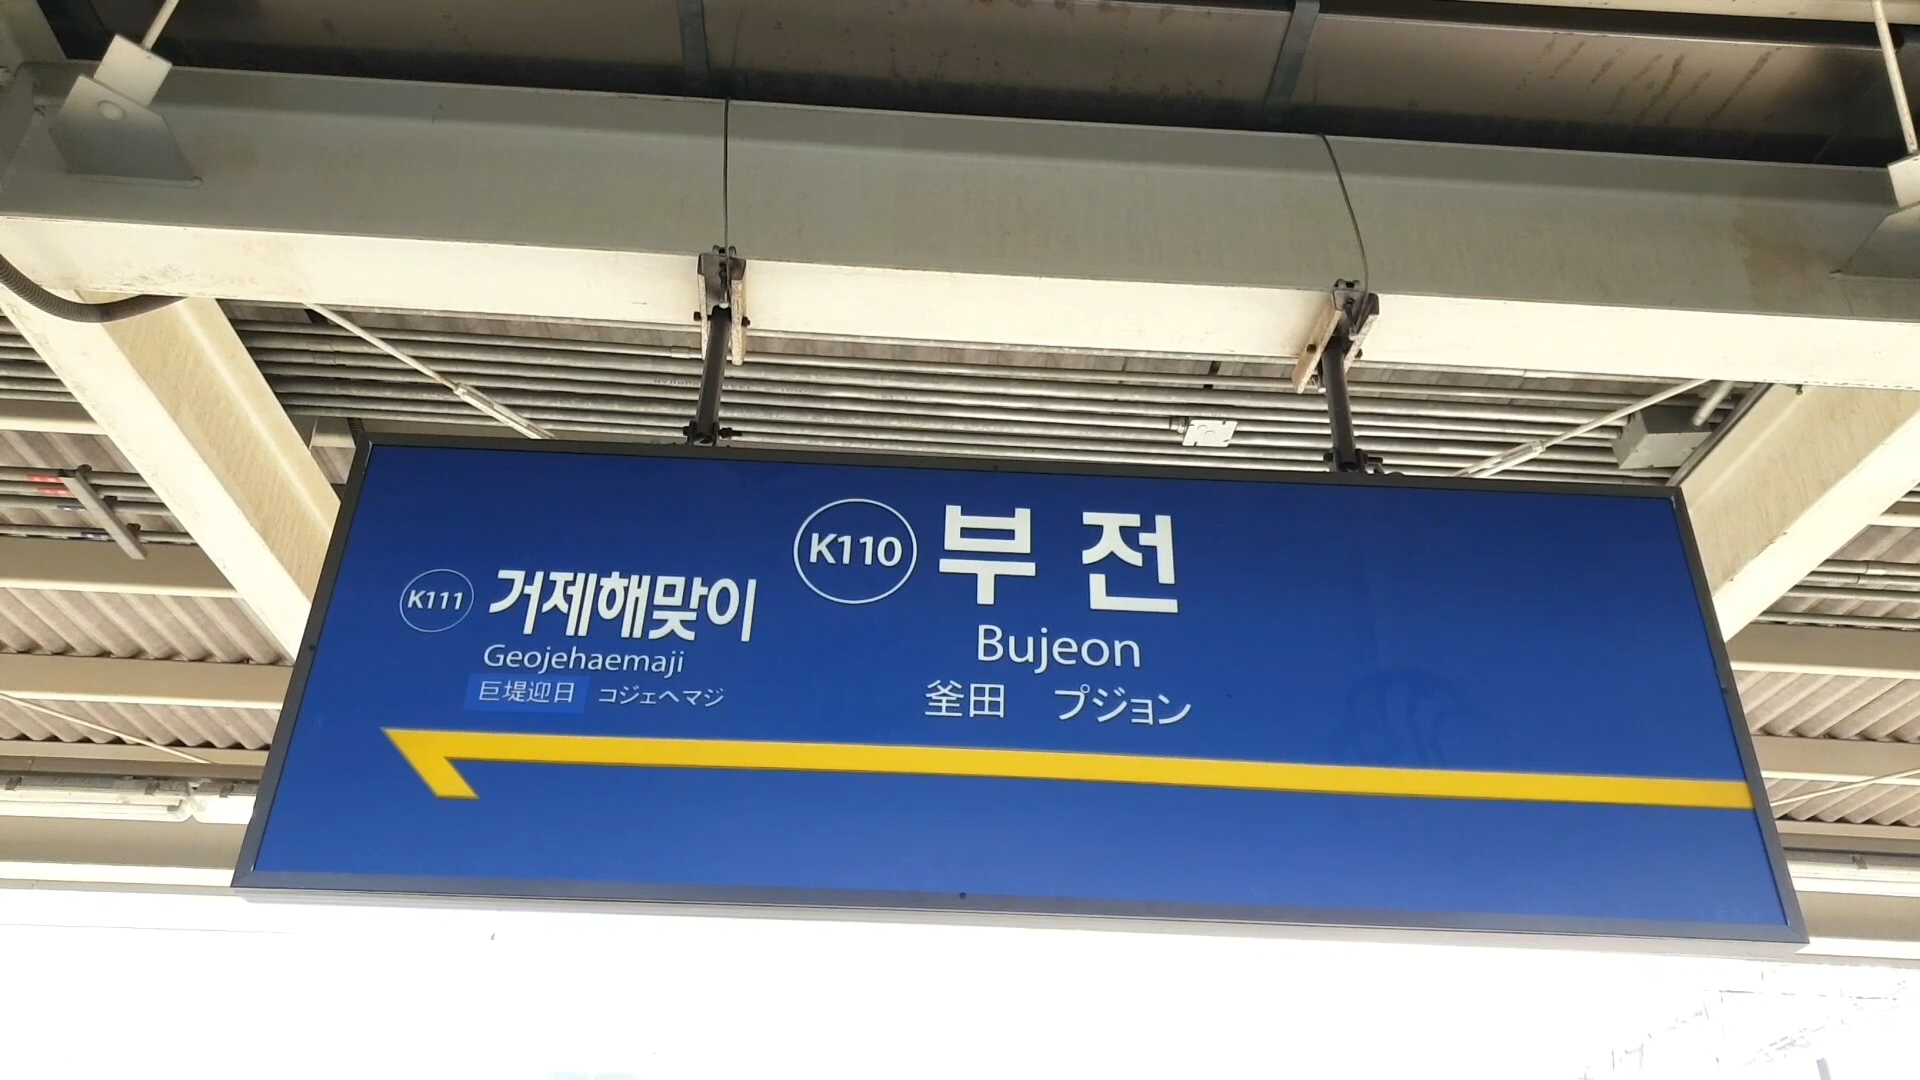 K111 거제해맞이
Geojehaemaji
巨堤迎日 コジェヘマジ
K110 부전
Bujeon
釜田 プジョン